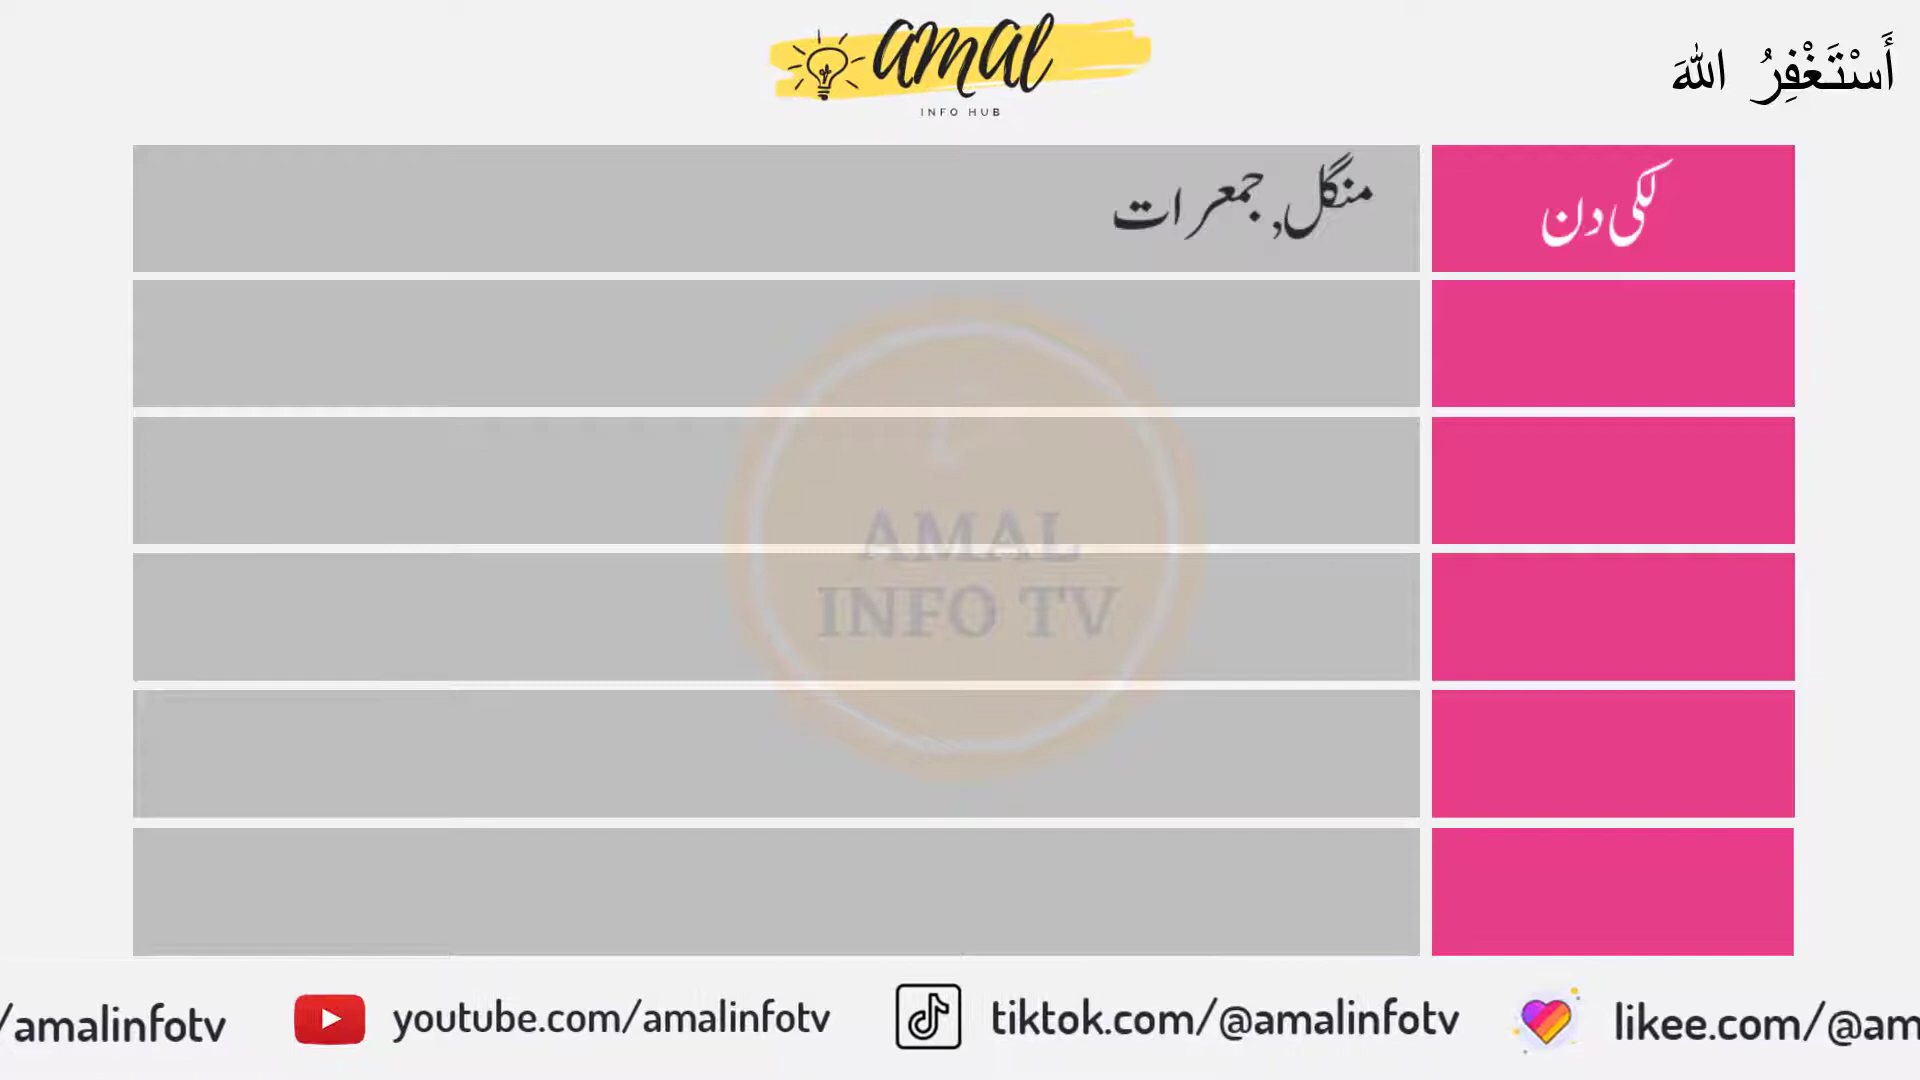 amal
INFO HUB
أَسْتَغْفِرُ اللهَ
لکی دن
منگل, جمعرات
AMAL
INFO TV
/amalinfotv
youtube.com/amalinfotv
tiktok.com/@amalinfotv
likee.com/@am